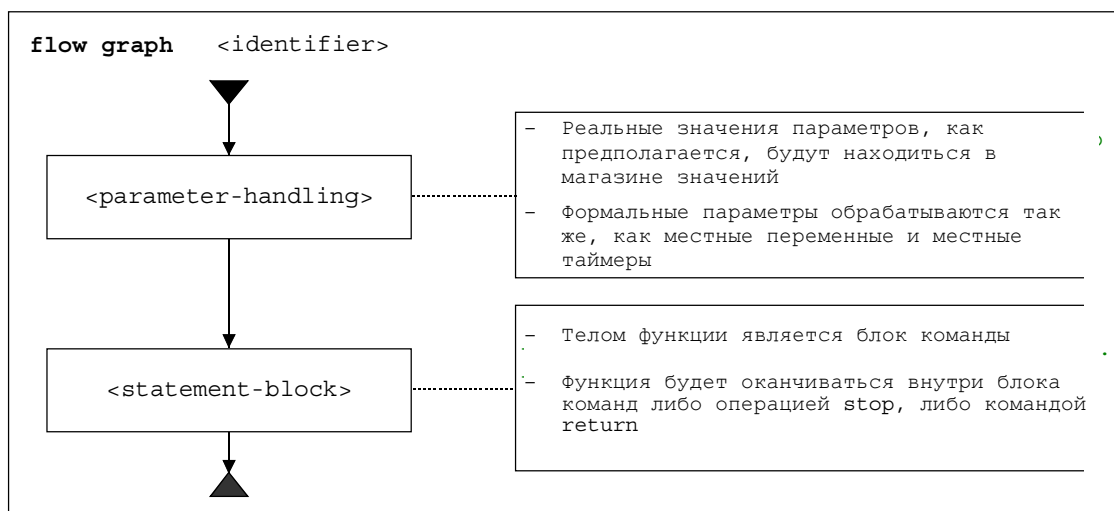 flow graph <identifier>
<parameter-handling>
– Реальные значения параметров, как
предполагается, будут находиться в
магазине значений
– Формальные параметры обрабатываются так
же, как местные переменные и местные
таймеры
<statement-block>
– Телом функции является блок команды
– Функция будет оканчиваться внутри блока
команд либо операцией stop, либо командой
return